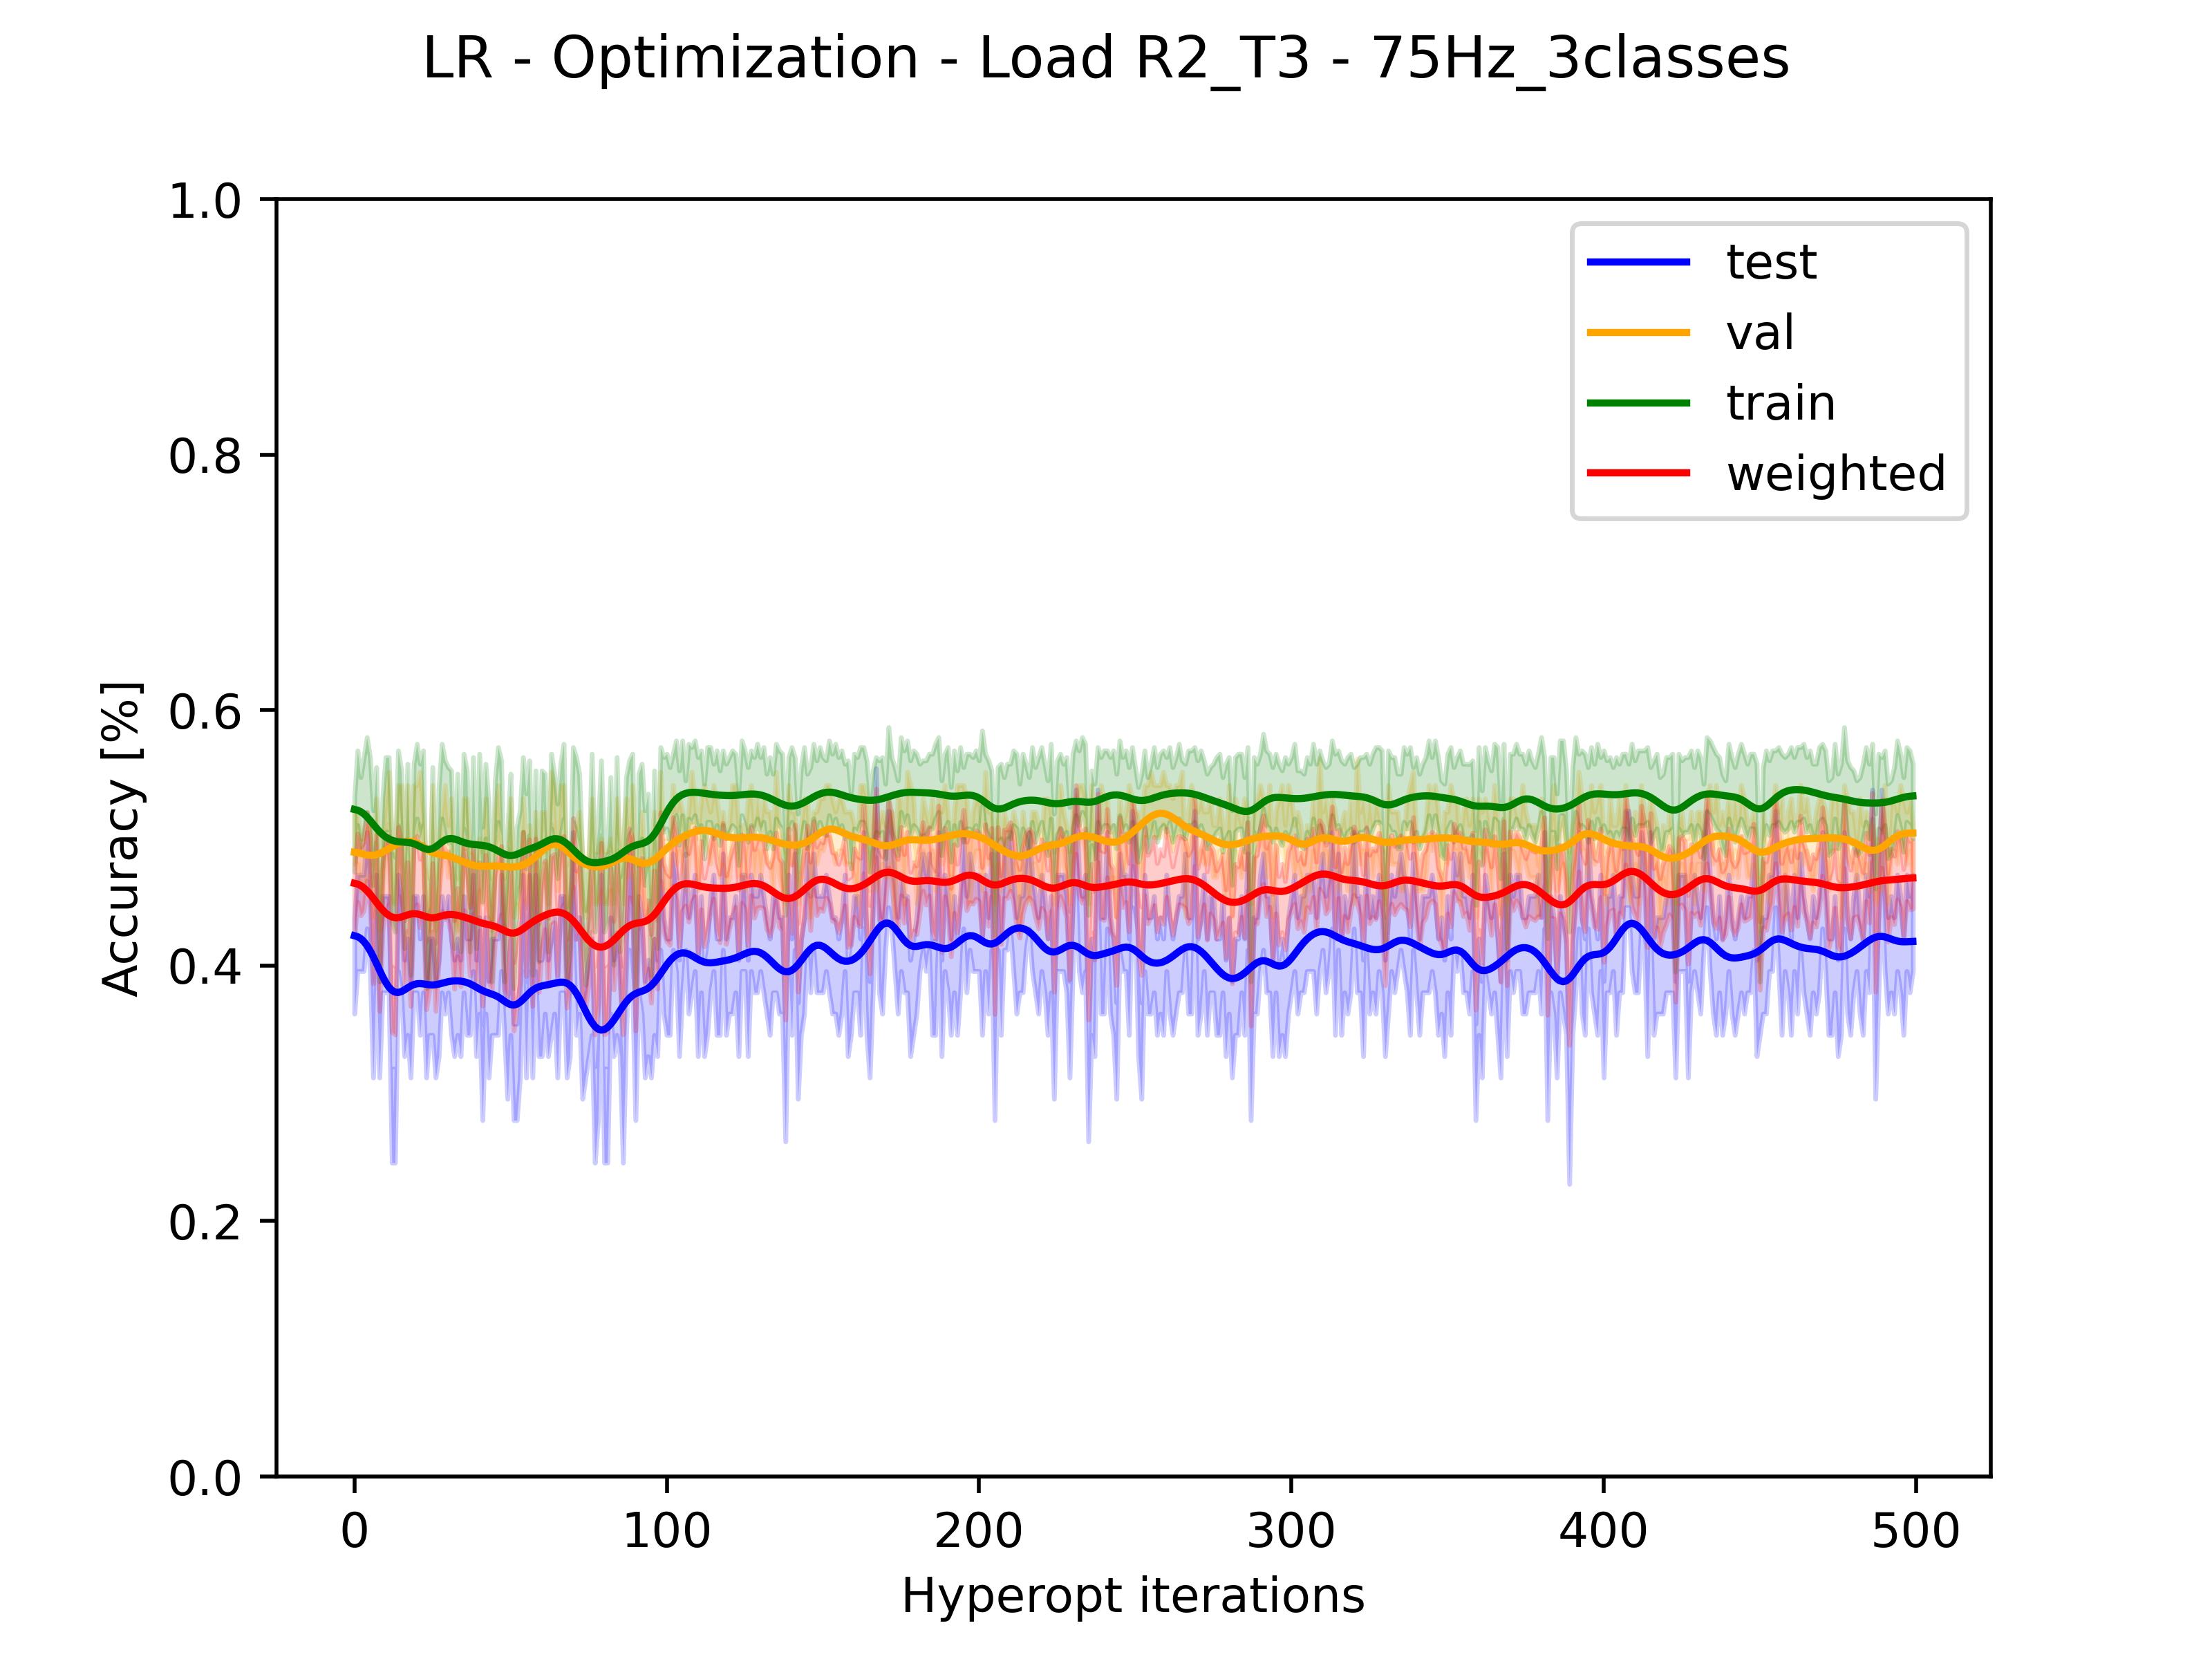 LR - Optimization - Load R2_T3 - 75Hz_3classes
1.0
0.8
0.6
0.4
0.2
0.0
Accuracy [%]
test
val
train
weighted
0 100 200 300 400 500
Hyperopt iterations